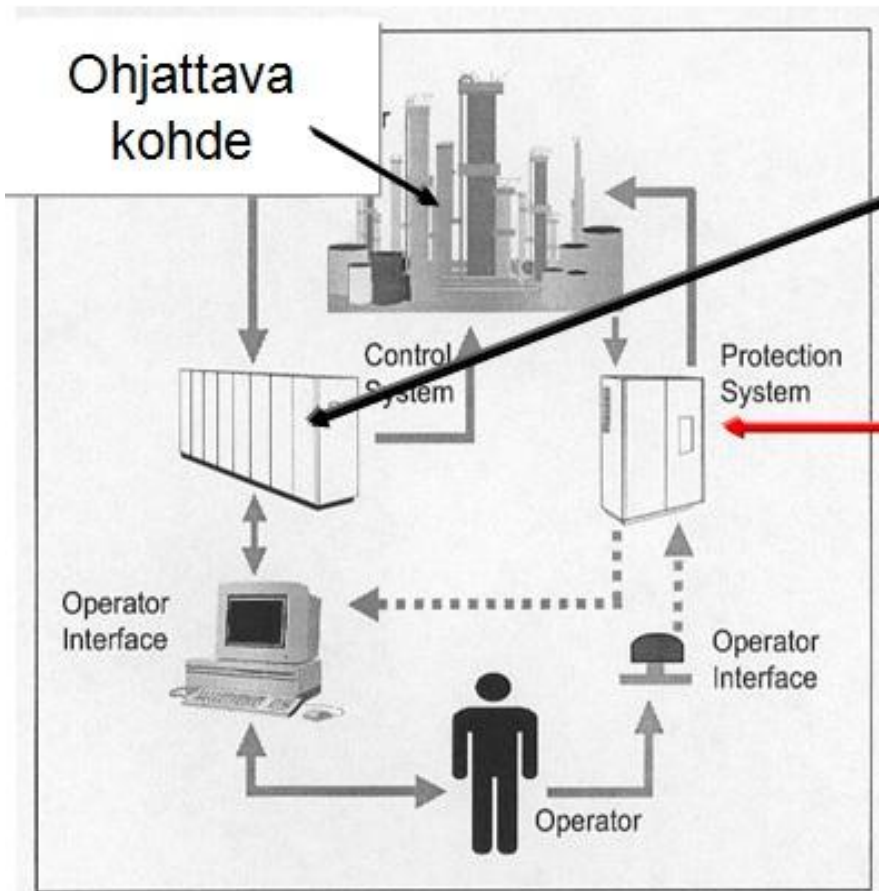 Ohjattava
kohde
Control
System
Protection
System
Operator
Interface
Operator
Interface
Operator